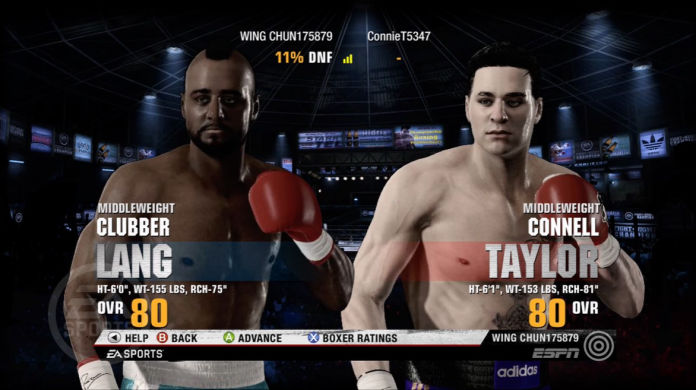 WING CHUN175879
ConnieT5347
11% DNF
-
MIDDLEWEIGHT
CLUBBER
LANG
HT-6'0", WT-155 LBS, RCH-75"
OVR 80
MIDDLEWEIGHT
CONNELL
TAYLOR
HT-6'1", WT-153 LBS, RCH-81"
80 OVR
HELP B BACK A ADVANCE X BOXER RATINGS
WING CHUN175879
EA SPORTS
ESPN
adidas
EA SPORTS